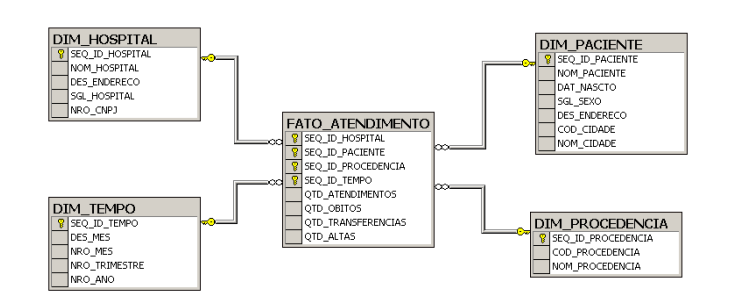 DIM_HOSPITAL
SEQ_ID_HOSPITAL
NOM_HOSPITAL
DES_ENDERECO
SGL_HOSPITAL
NRO_CNPJ
DIM_PACIENTE
SEQ_ID_PACIENTE
NOM_PACIENTE
DAT_NASCTO
SGL_SEXO
DES_ENDERECO
COD_CIDADE
NOM_CIDADE
FATO_ATENDIMENTO
SEQ_ID_HOSPITAL
SEQ_ID_PACIENTE
SEQ_ID_PROCEDENCIA
SEQ_ID_TEMPO
QTD_ATENDIMENTOS
QTD_OBITOS
QTD_TRANSFERENCIAS
QTD_ALTAS
DIM_TEMPO
SEQ_ID_TEMPO
DES_MES
NRO_MES
NRO_TRIMESTRE
NRO_ANO
DIM_PROCEDENCIA
SEQ_ID_PROCEDENCIA
COD_PROCEDENCIA
NOM_PROCEDENCIA